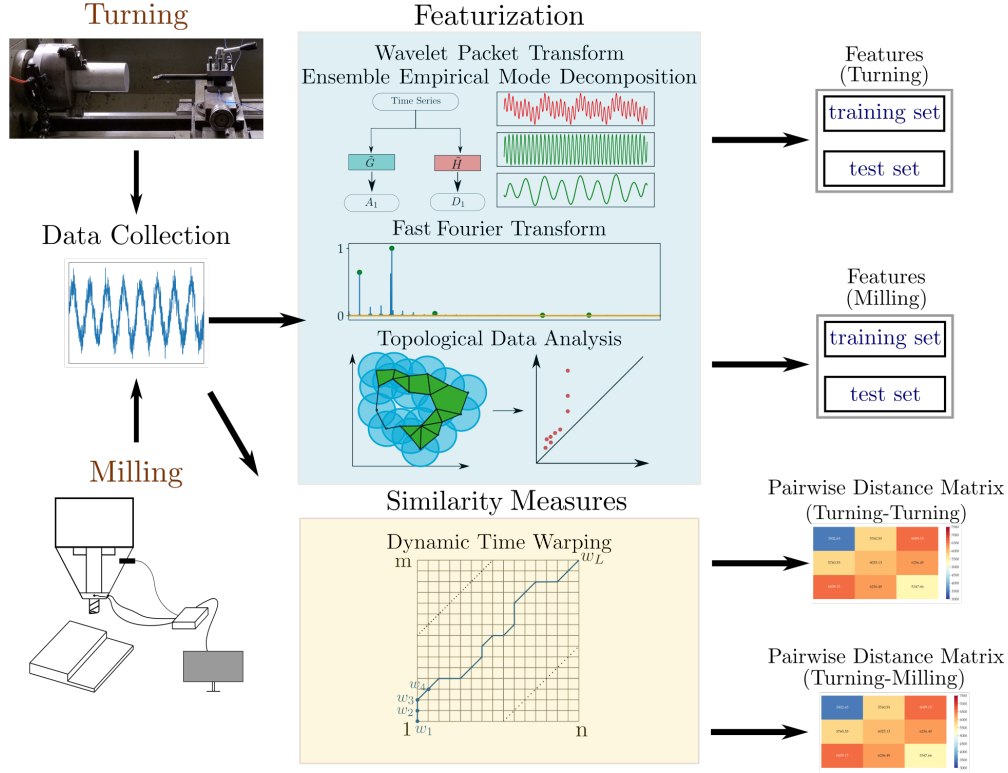 Turning
Data Collection
Milling
Featurization
Wavelet Packet Transform
Ensemble Empirical Mode Decomposition
Time Series
G̃
H̃
A₁
D₁
Fast Fourier Transform
1
0
Topological Data Analysis
Similarity Measures
Dynamic Time Warping
m
w_L
w₄
w₃
w₂
1
w₁
n
Features
(Turning)
training set
test set
Features
(Milling)
training set
test set
Pairwise Distance Matrix
(Turning-Turning)
Pairwise Distance Matrix
(Turning-Milling)